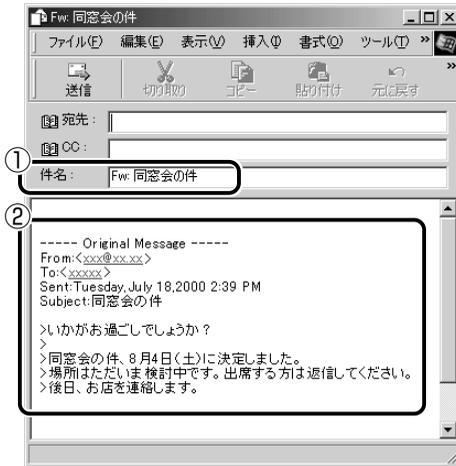 Fw: 同窓会の件
ファイル(F) 編集(E) 表示(V) 挿入(I) 書式(O) ツール(T) »
送信 切り取り コピー 貼り付け 元に戻す »
宛先：
CC：
①
件名： Fw: 同窓会の件
②
----- Original Message -----
From:<xxx@xx.xx>
To:<xxxxx>
Sent:Tuesday,July 18,2000 2:39 PM
Subject:同窓会の件
>いかがお過ごしでしょうか？
>
>同窓会の件、8月4日(土)に決定しました。
>場所はただいま検討中です。出席する方は返信してください。
>後日、お店を連絡します。